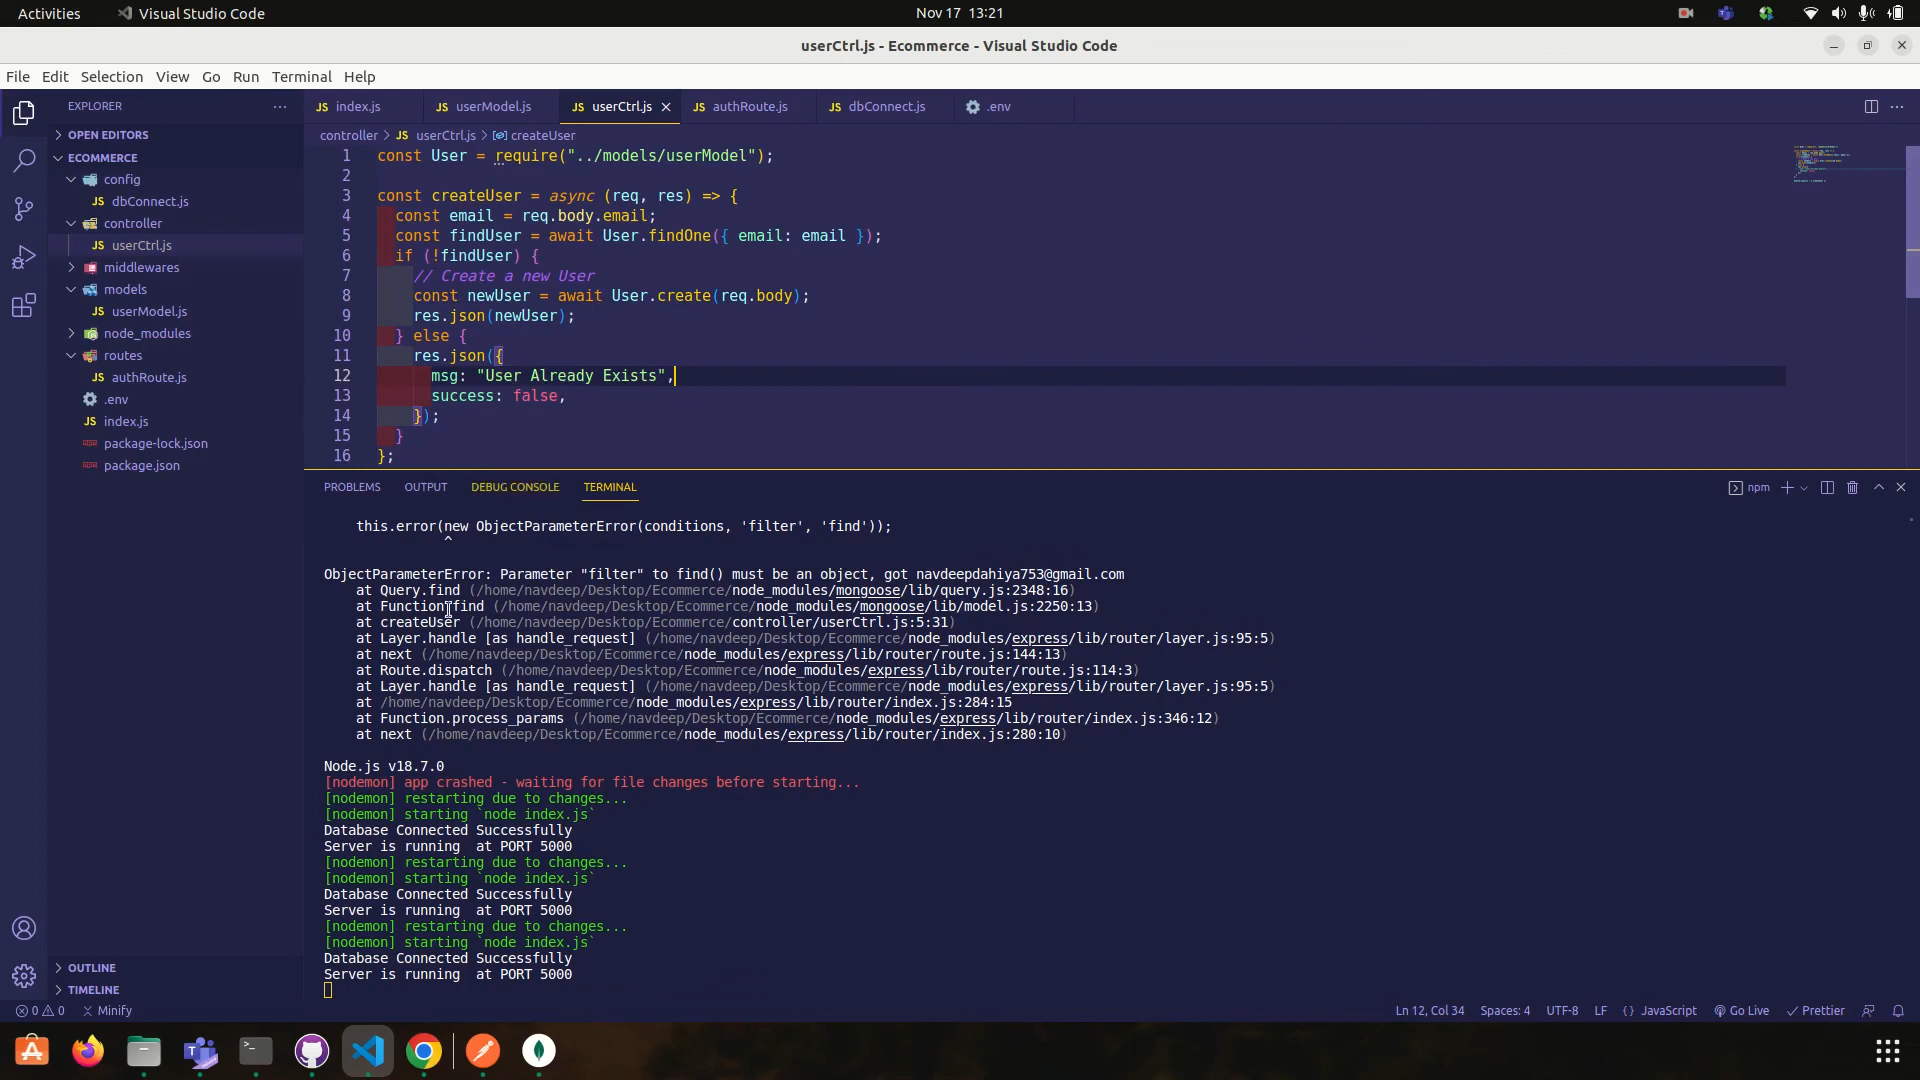 Activities
Visual Studio Code
Nov 17 13:21
userCtrl.js - Ecommerce - Visual Studio Code
File Edit Selection View Go Run Terminal Help
EXPLORER
OPEN EDITORS
ECOMMERCE
config
dbConnect.js
controller
userCtrl.js
middlewares
models
userModel.js
node_modules
routes
authRoute.js
.env
index.js
package-lock.json
package.json
OUTLINE
TIMELINE
index.js userModel.js userCtrl.js authRoute.js dbConnect.js .env
controller > userCtrl.js > createUser
1 const User = require("../models/userModel");
2
3 const createUser = async (req, res) => {
4 const email = req.body.email;
5 const findUser = await User.findOne({ email: email });
6 if (!findUser) {
7 // Create a new User
8 const newUser = await User.create(req.body);
9 res.json(newUser);
10 } else {
11 res.json({
12 msg: "User Already Exists",
13 success: false,
14 });
15 }
16 };
PROBLEMS OUTPUT DEBUG CONSOLE TERMINAL
npm
this.error(new ObjectParameterError(conditions, 'filter', 'find'));
^
ObjectParameterError: Parameter "filter" to find() must be an object, got navdeepdahiya753@gmail.com
at Query.find (/home/navdeep/Desktop/Ecommerce/node_modules/mongoose/lib/query.js:2348:16)
at Function.find (/home/navdeep/Desktop/Ecommerce/node_modules/mongoose/lib/model.js:2250:13)
at createUser (/home/navdeep/Desktop/Ecommerce/controller/userCtrl.js:5:31)
at Layer.handle [as handle_request] (/home/navdeep/Desktop/Ecommerce/node_modules/express/lib/router/layer.js:95:5)
at next (/home/navdeep/Desktop/Ecommerce/node_modules/express/lib/router/route.js:144:13)
at Route.dispatch (/home/navdeep/Desktop/Ecommerce/node_modules/express/lib/router/route.js:114:3)
at Layer.handle [as handle_request] (/home/navdeep/Desktop/Ecommerce/node_modules/express/lib/router/layer.js:95:5)
at /home/navdeep/Desktop/Ecommerce/node_modules/express/lib/router/index.js:284:15
at Function.process_params (/home/navdeep/Desktop/Ecommerce/node_modules/express/lib/router/index.js:346:12)
at next (/home/navdeep/Desktop/Ecommerce/node_modules/express/lib/router/index.js:280:10)
Node.js v18.7.0
[nodemon] app crashed - waiting for file changes before starting...
[nodemon] restarting due to changes...
[nodemon] starting `node index.js`
Database Connected Successfully
Server is running  at PORT 5000
[nodemon] restarting due to changes...
[nodemon] starting `node index.js`
Database Connected Successfully
Server is running  at PORT 5000
[nodemon] restarting due to changes...
[nodemon] starting `node index.js`
Database Connected Successfully
Server is running  at PORT 5000
0 0 Minify
Ln 12, Col 34 Spaces: 4 UTF-8 LF {} JavaScript Go Live Prettier